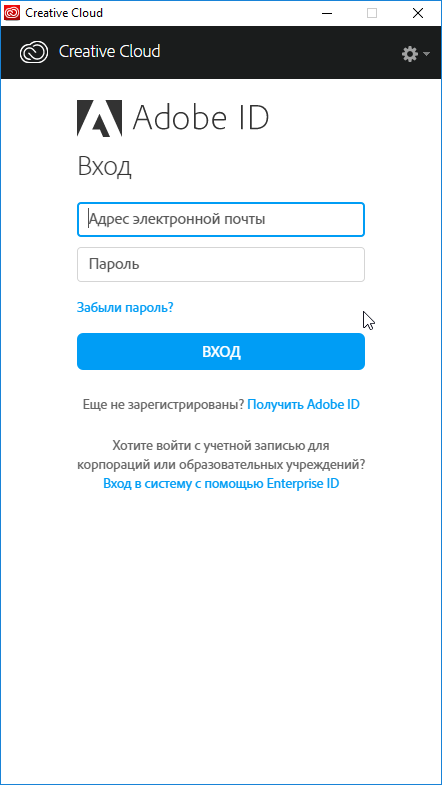 Creative Cloud
Creative Cloud
Adobe ID
Вход
Адрес электронной почты
Пароль
Забыли пароль?
ВХОД
Еще не зарегистрированы? Получить Adobe ID
Хотите войти с учетной записью для
корпораций или образовательных учреждений?
Вход в систему с помощью Enterprise ID